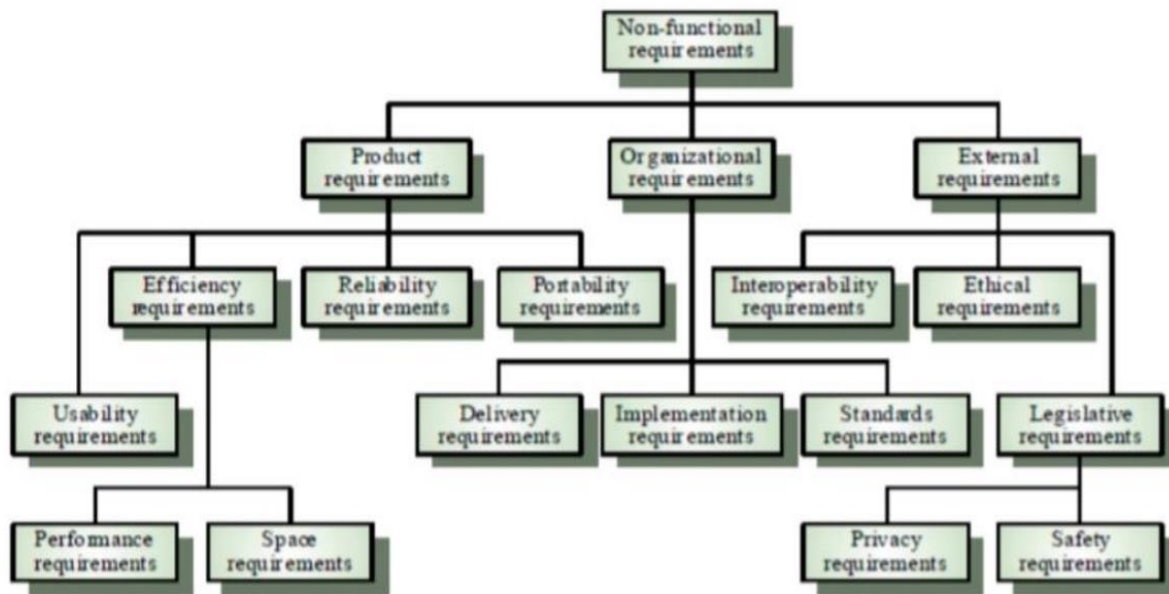 Non-functional
requirements
Product
requirements
Organizational
requirements
External
requirements
Efficiency
requirements
Reliability
requirements
Portability
requirements
Interoperability
requirements
Ethical
requirements
Usability
requirements
Delivery
requirements
Implementation
requirements
Standards
requirements
Legislative
requirements
Performance
requirements
Space
requirements
Privacy
requirements
Safety
requirements